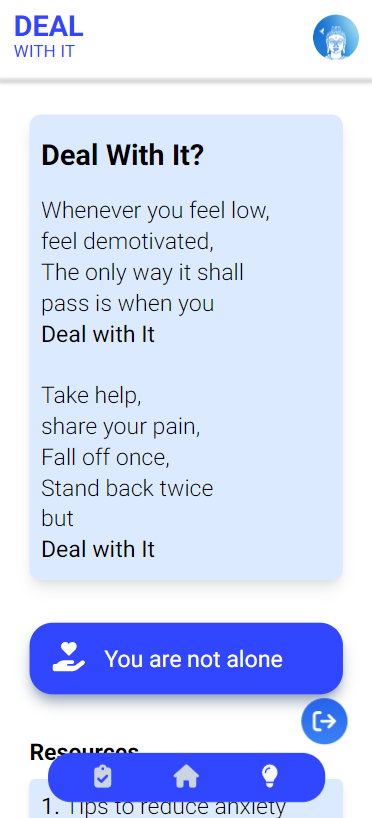 DEAL
WITH IT
Deal With It?
Whenever you feel low,
feel demotivated,
The only way it shall
pass is when you
Deal with It
Take help,
share your pain,
Fall off once,
Stand back twice
but
Deal with It
You are not alone
Resources
1. Tips to reduce anxiety